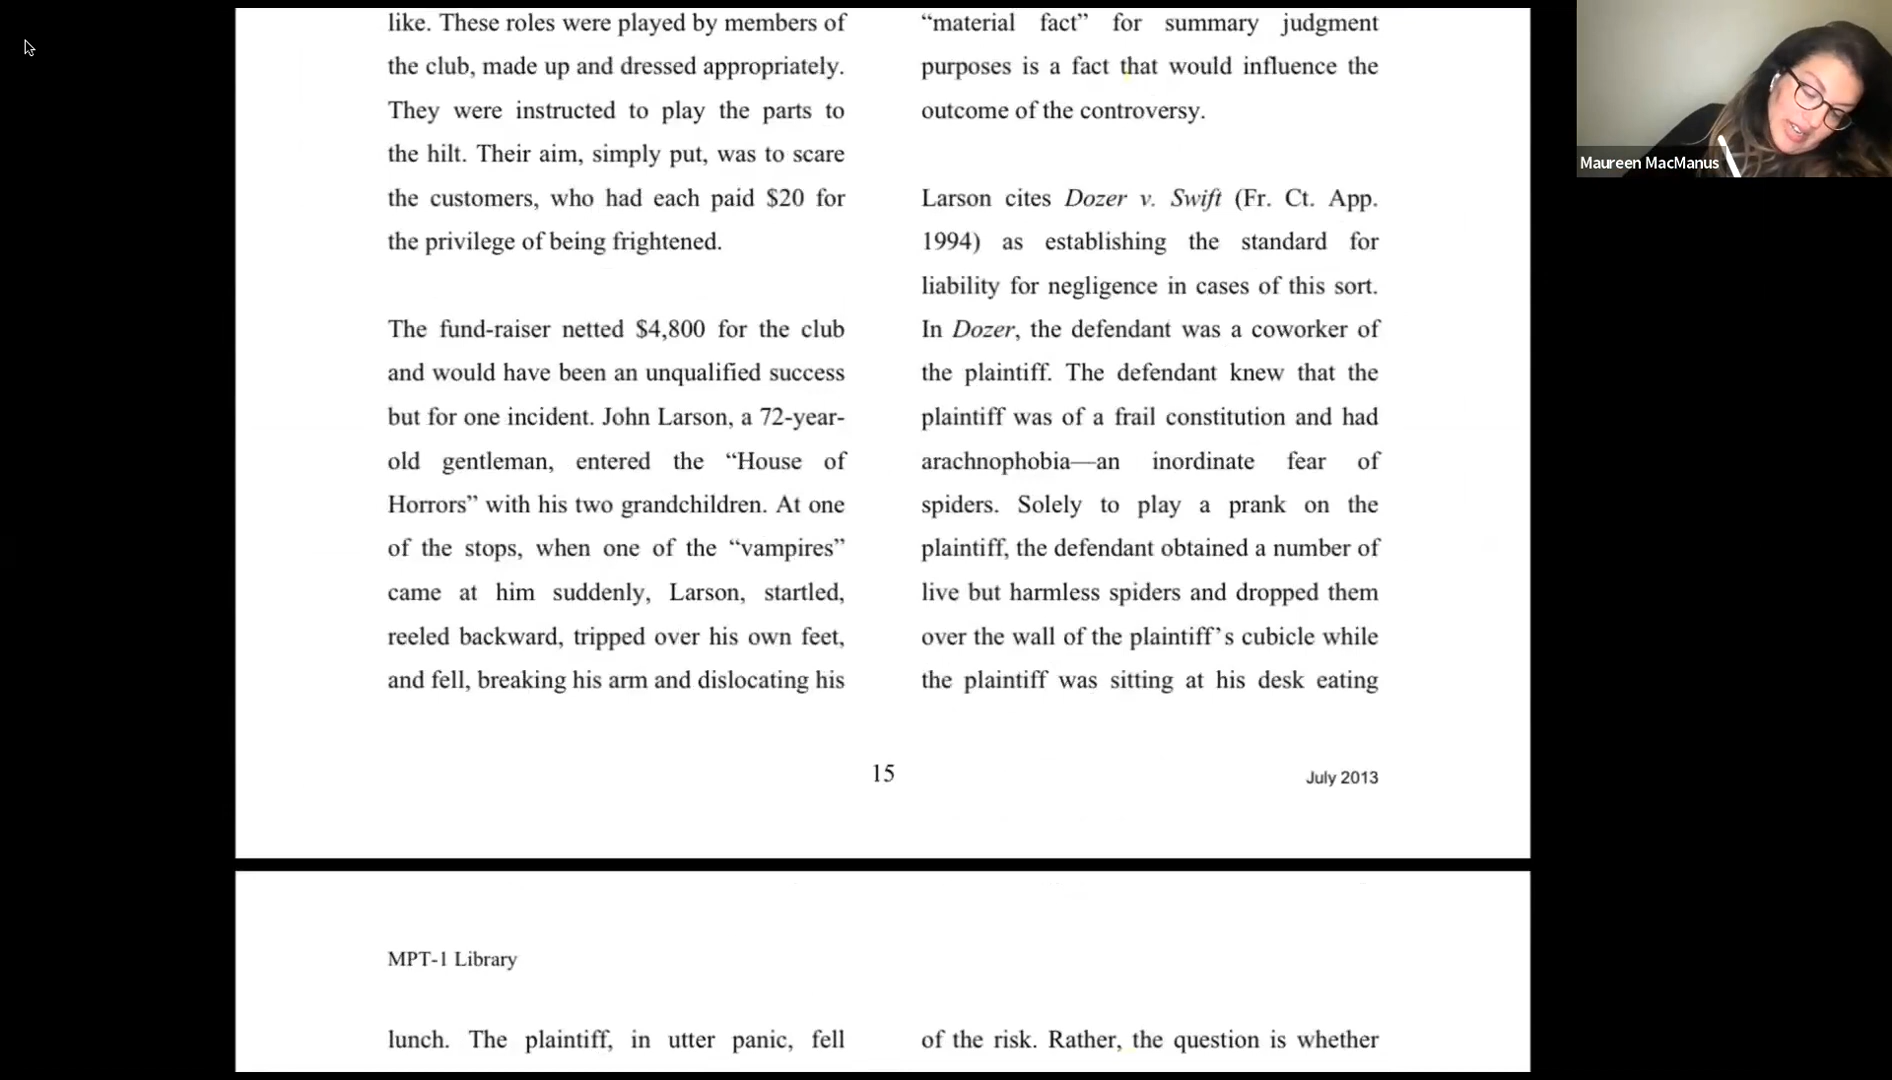 like. These roles were played by members of
the club, made up and dressed appropriately.
They were instructed to play the parts to
the hilt. Their aim, simply put, was to scare
the customers, who had each paid $20 for
the privilege of being frightened.
The fund-raiser netted $4,800 for the club
and would have been an unqualified success
but for one incident. John Larson, a 72-year-
old gentleman, entered the “House of
Horrors” with his two grandchildren. At one
of the stops, when one of the “vampires”
came at him suddenly, Larson, startled,
reeled backward, tripped over his own feet,
and fell, breaking his arm and dislocating his
“material fact” for summary judgment
purposes is a fact that would influence the
outcome of the controversy.
Larson cites Dozer v. Swift (Fr. Ct. App.
1994) as establishing the standard for
liability for negligence in cases of this sort.
In Dozer, the defendant was a coworker of
the plaintiff. The defendant knew that the
plaintiff was of a frail constitution and had
arachnophobia—an inordinate fear of
spiders. Solely to play a prank on the
plaintiff, the defendant obtained a number of
live but harmless spiders and dropped them
over the wall of the plaintiff’s cubicle while
the plaintiff was sitting at his desk eating
15
July 2013
MPT-1 Library
lunch. The plaintiff, in utter panic, fell
of the risk. Rather, the question is whether
Maureen MacManus